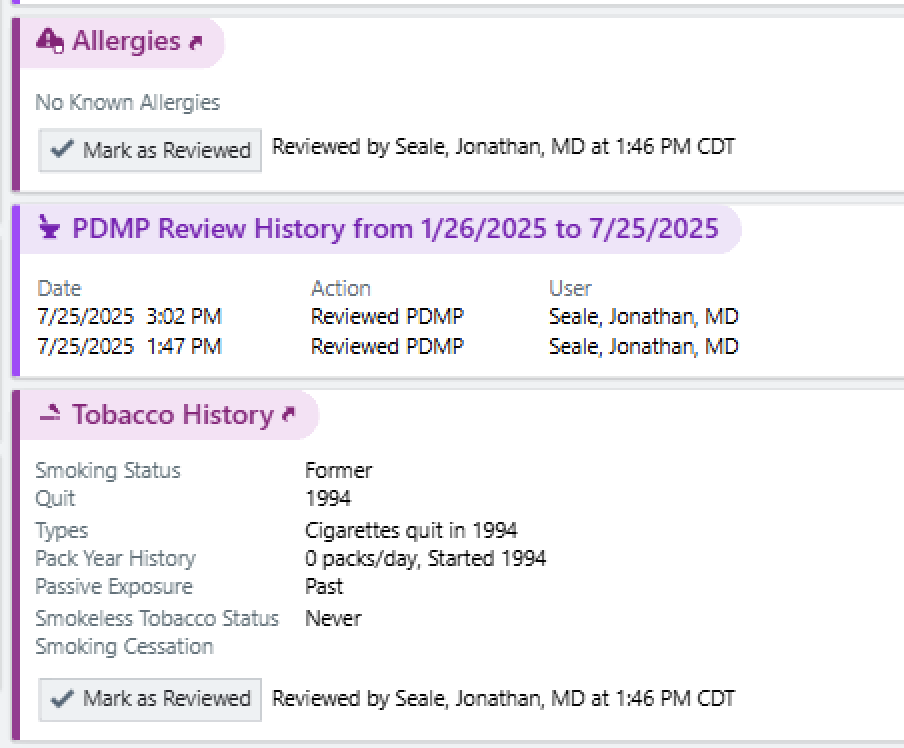 Allergies
No Known Allergies
Mark as Reviewed Reviewed by Seale, Jonathan, MD at 1:46 PM CDT
PDMP Review History from 1/26/2025 to 7/25/2025
Date Action User
7/25/2025 3:02 PM Reviewed PDMP Seale, Jonathan, MD
7/25/2025 1:47 PM Reviewed PDMP Seale, Jonathan, MD
Tobacco History
Smoking Status Former
Quit 1994
Types Cigarettes quit in 1994
Pack Year History 0 packs/day, Started 1994
Passive Exposure Past
Smokeless Tobacco Status Never
Smoking Cessation
Mark as Reviewed Reviewed by Seale, Jonathan, MD at 1:46 PM CDT